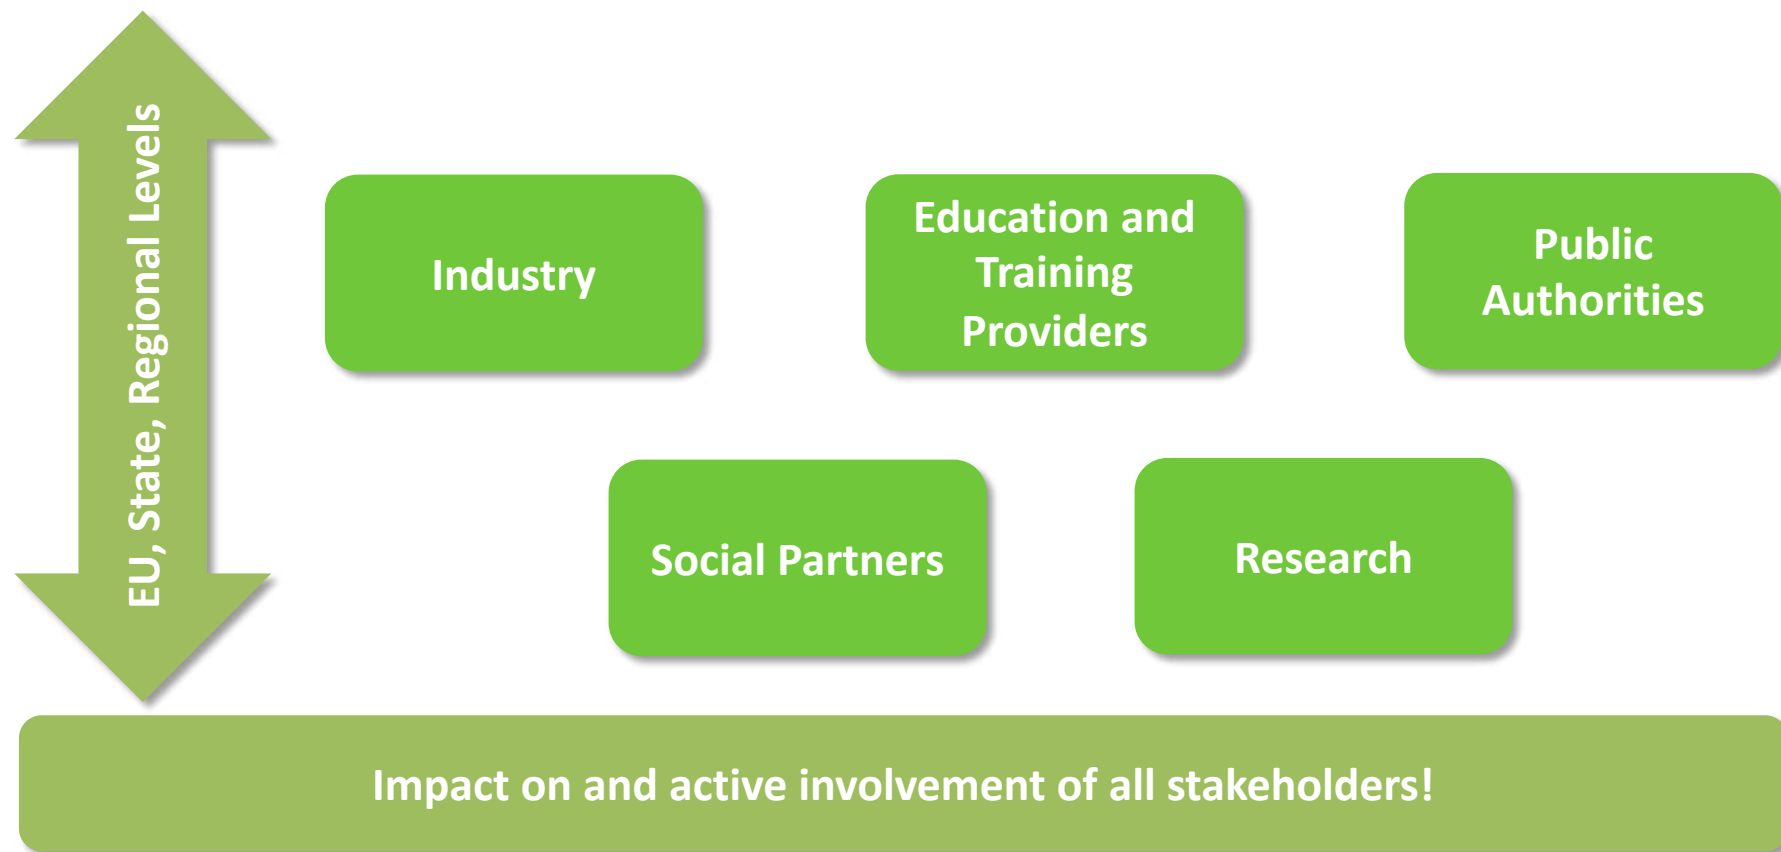 EU, State, Regional Levels
Industry
Education and
Training
Providers
Public
Authorities
Social Partners
Research
Impact on and active involvement of all stakeholders!